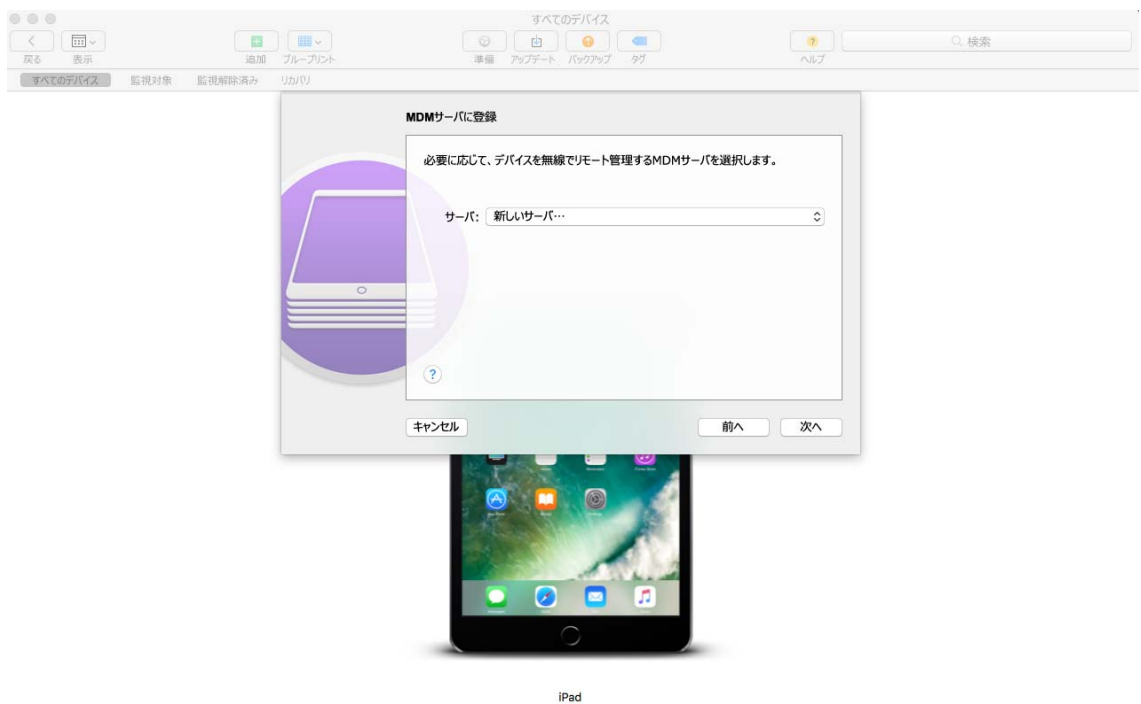 すべてのデバイス
戻る 表示 追加 ブループリント 準備 アップデート バックアップ タグ ヘルプ 検索
すべてのデバイス 監視対象 監視解除済み リカバリ
MDMサーバに登録
必要に応じて、デバイスを無線でリモート管理するMDMサーバを選択します。
サーバ: 新しいサーバ…
?
キャンセル 前へ 次へ
iPad